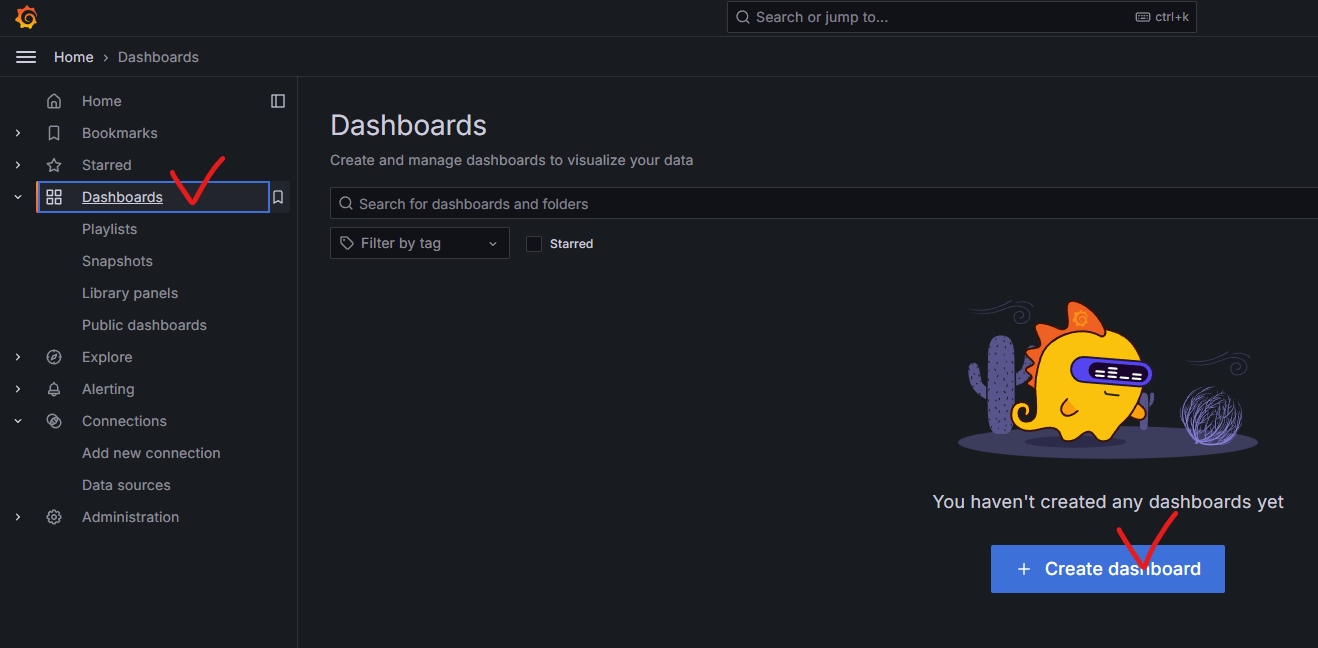 Search or jump to...
ctrl+k
Home › Dashboards
Home
Bookmarks
Starred
Dashboards
Playlists
Snapshots
Library panels
Public dashboards
Explore
Alerting
Connections
Add new connection
Data sources
Administration
Dashboards
Create and manage dashboards to visualize your data
Search for dashboards and folders
Filter by tag
Starred
You haven't created any dashboards yet
+ Create dashboard